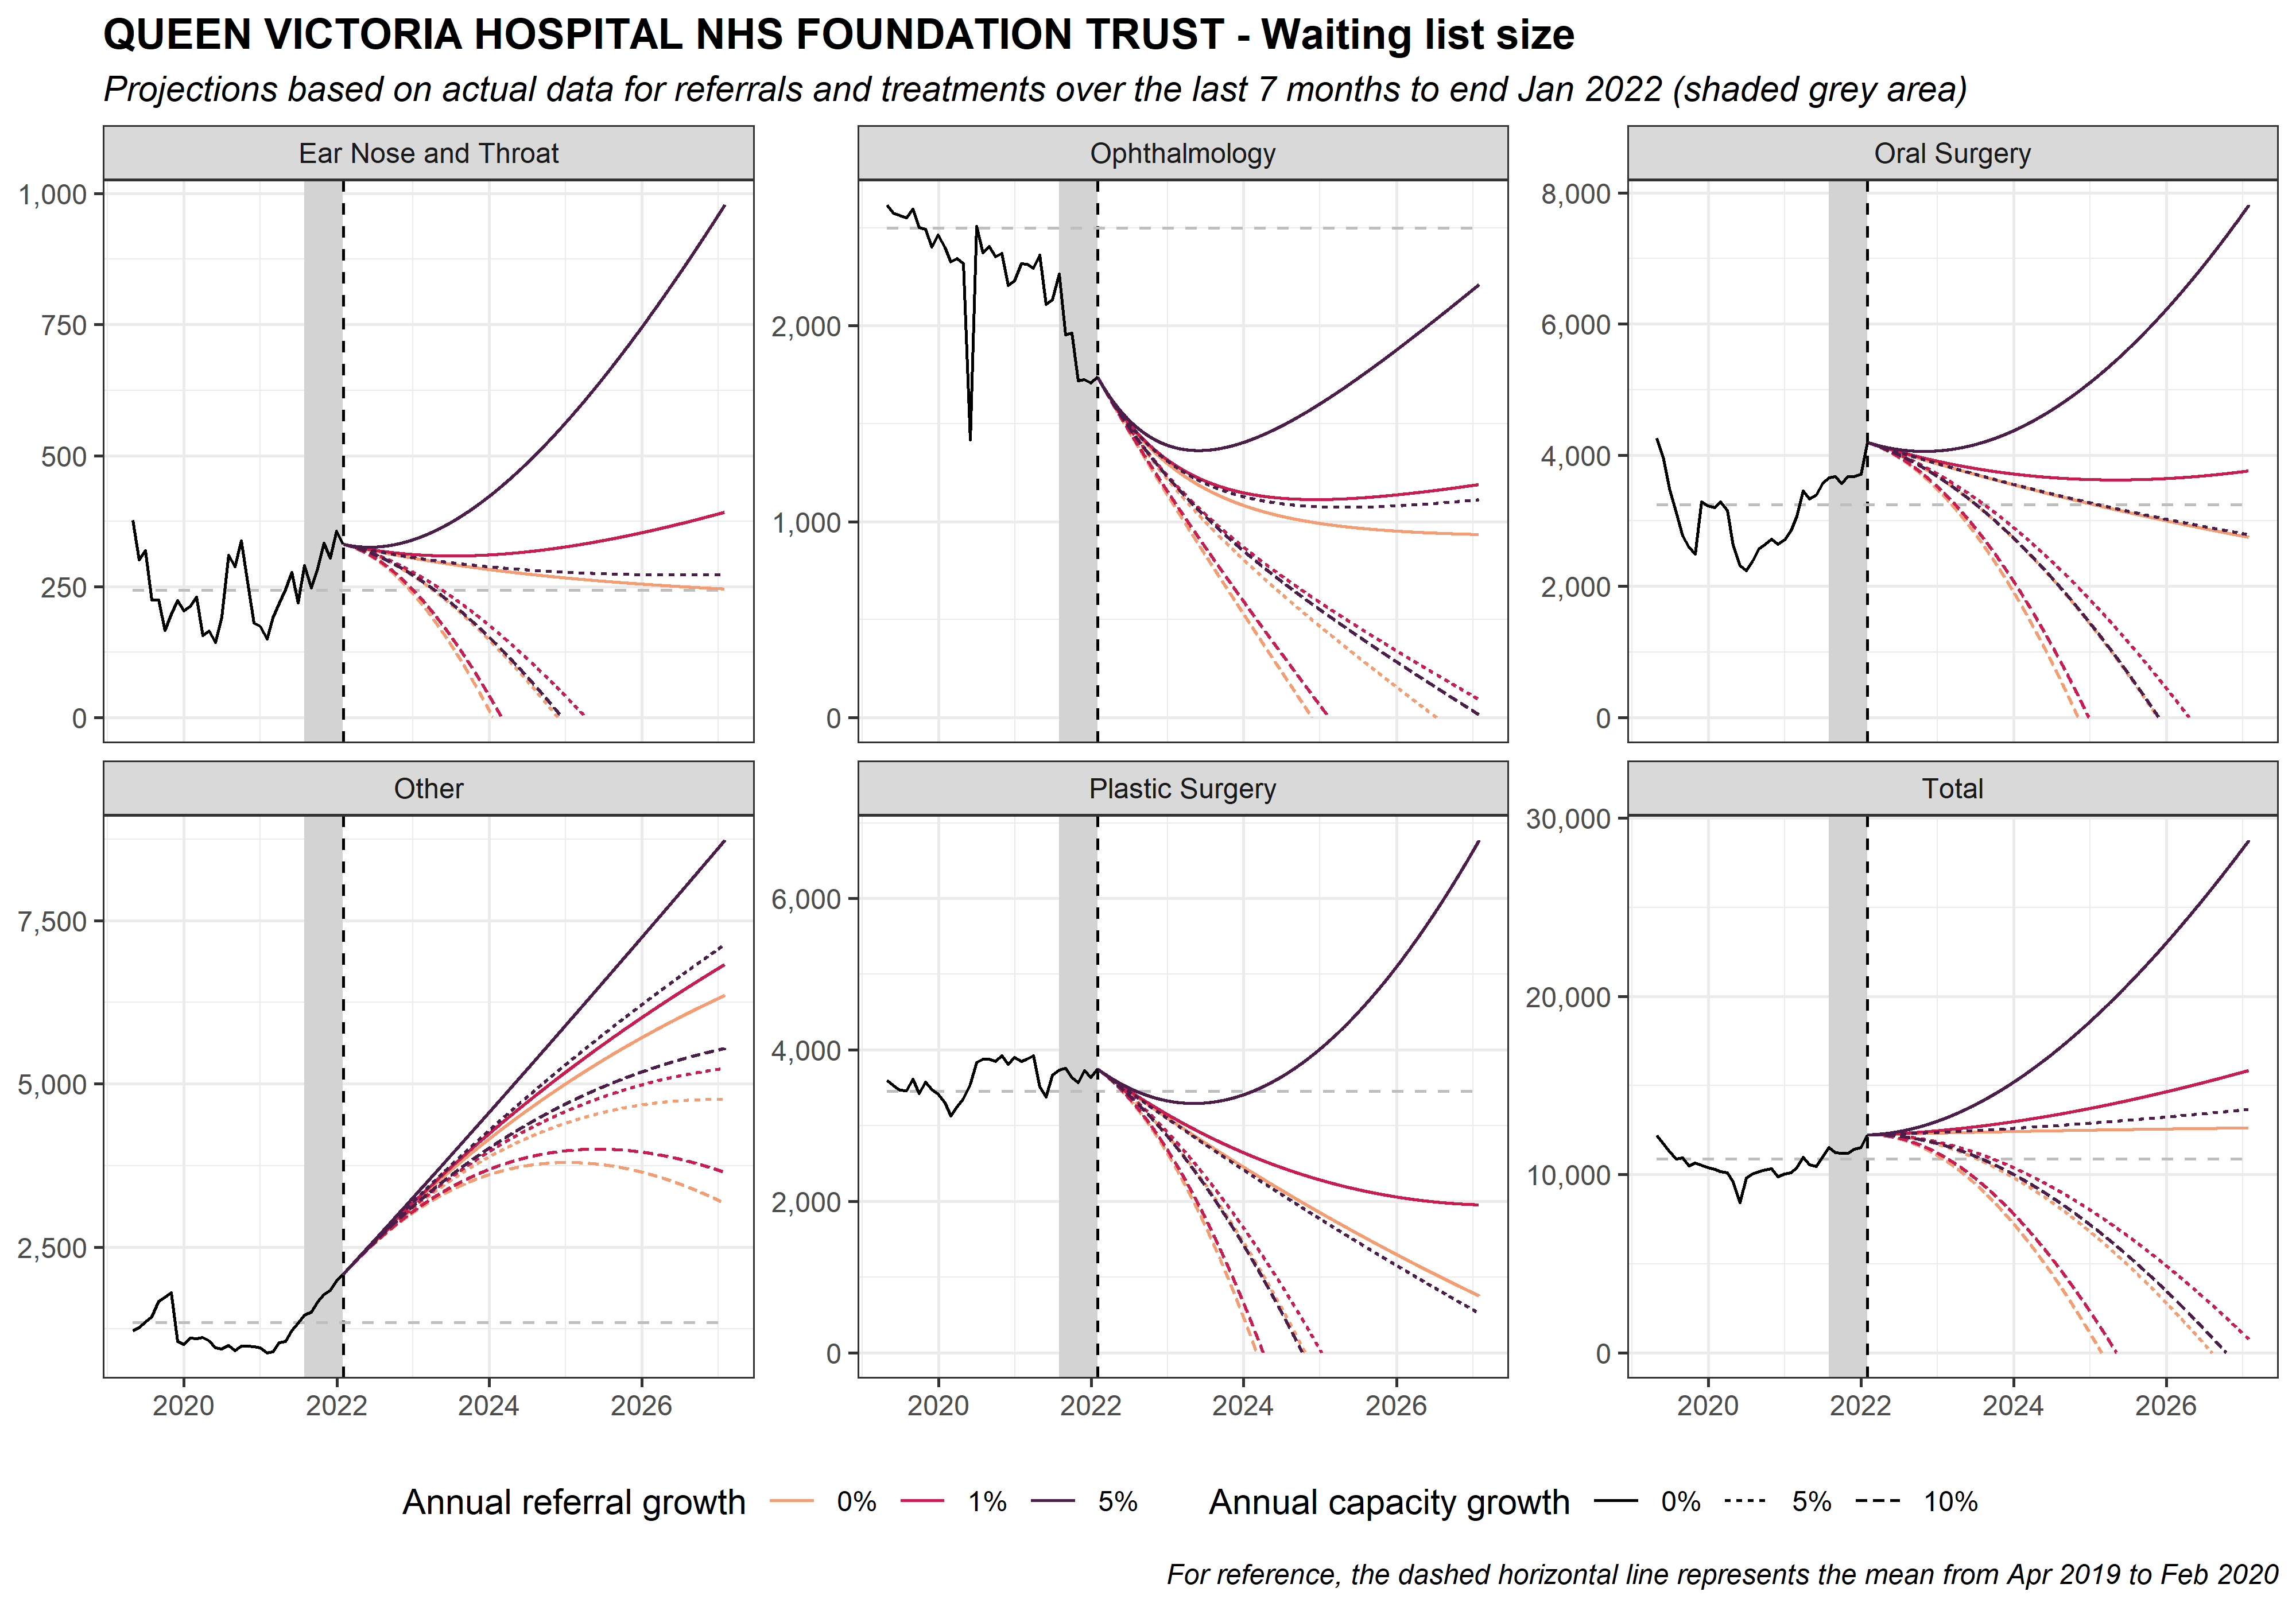 QUEEN VICTORIA HOSPITAL NHS FOUNDATION TRUST - Waiting list size
Projections based on actual data for referrals and treatments over the last 7 months to end Jan 2022 (shaded grey area)
Ear Nose and Throat
1,000
750
500
250
0
Ophthalmology
2,000
1,000
0
Oral Surgery
8,000
6,000
4,000
2,000
0
Other
7,500
5,000
2,500
2020 2022 2024 2026
Plastic Surgery
6,000
4,000
2,000
0
2020 2022 2024 2026
Total
30,000
20,000
10,000
0
2020 2022 2024 2026
Annual referral growth 0% 1% 5% Annual capacity growth 0% 5% 10%
For reference, the dashed horizontal line represents the mean from Apr 2019 to Feb 2020